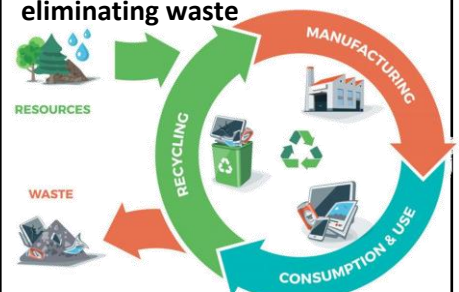 eliminating waste
MANUFACTURING
RESOURCES
RECYCLING
WASTE
CONSUMPTION & USE